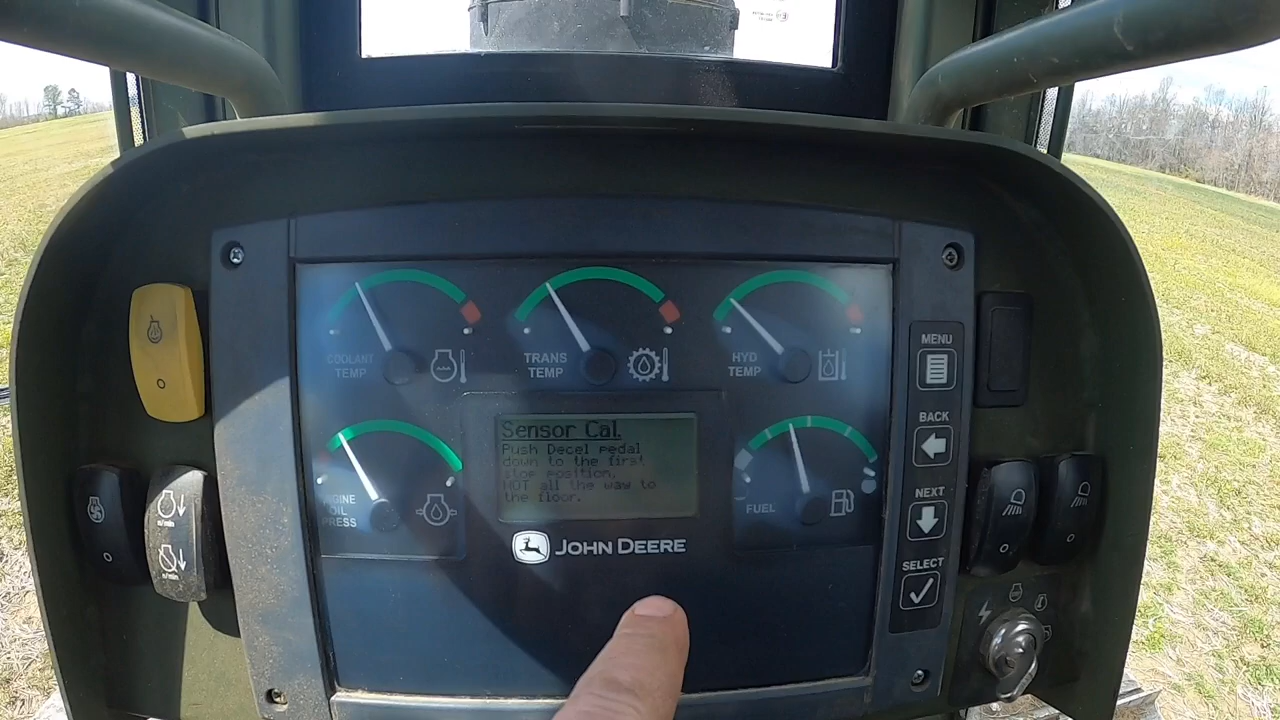 COOLANT
TEMP
TRANS
TEMP
HYD
TEMP
MENU
BACK
NEXT
SELECT
Sensor Cal.
Push Decel pedal
down to the first
stop position,
NOT all the way to
the floor.
OIL
PRESS
FUEL
JOHN DEERE